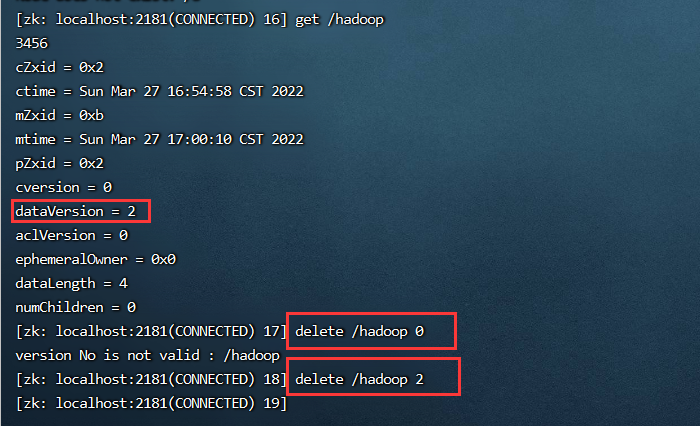 [zk: localhost:2181(CONNECTED) 16] get /hadoop
3456
cZxid = 0x2
ctime = Sun Mar 27 16:54:58 CST 2022
mZxid = 0xb
mtime = Sun Mar 27 17:00:10 CST 2022
pZxid = 0x2
cversion = 0
dataVersion = 2
aclVersion = 0
ephemeralOwner = 0x0
dataLength = 4
numChildren = 0
[zk: localhost:2181(CONNECTED) 17] delete /hadoop 0
version No is not valid : /hadoop
[zk: localhost:2181(CONNECTED) 18] delete /hadoop 2
[zk: localhost:2181(CONNECTED) 19]